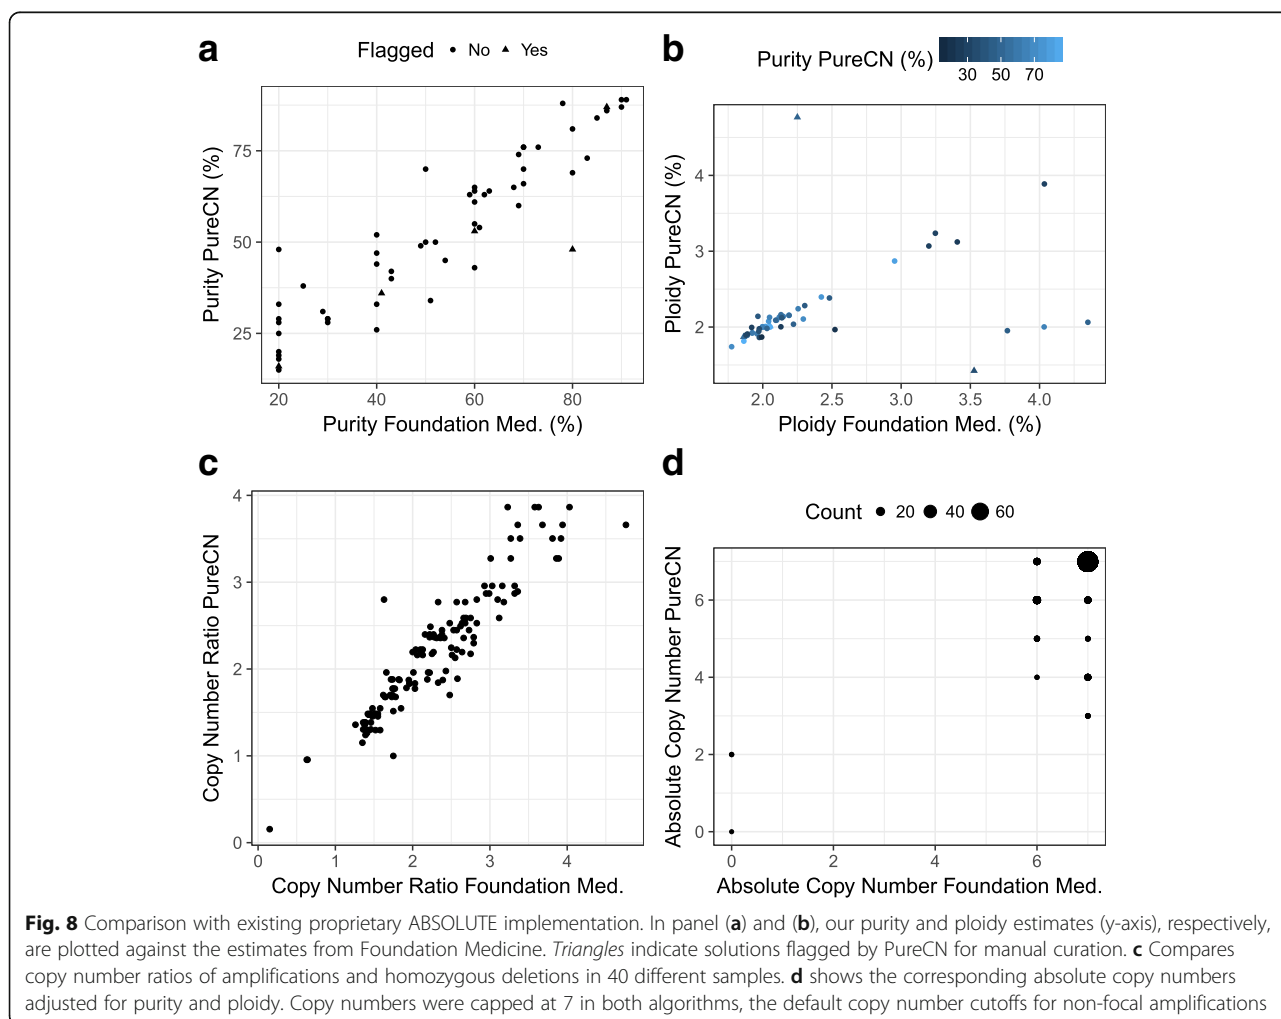 a
Flagged ● No ▲ Yes
Purity PureCN (%)
75
50
25
20 40 60 80
Purity Foundation Med. (%)
b
Purity PureCN (%)
30 50 70
Ploidy PureCN (%)
4
3
2
2.0 2.5 3.0 3.5 4.0
Ploidy Foundation Med. (%)
c
Copy Number Ratio PureCN
4
3
2
1
0
0 1 2 3 4
Copy Number Ratio Foundation Med.
d
Count ● 20 ● 40 ● 60
Absolute Copy Number PureCN
6
4
2
0
0 2 4 6
Absolute Copy Number Foundation Med.
Fig. 8 Comparison with existing proprietary ABSOLUTE implementation. In panel (a) and (b), our purity and ploidy estimates (y-axis), respectively,
are plotted against the estimates from Foundation Medicine. Triangles indicate solutions flagged by PureCN for manual curation. c Compares
copy number ratios of amplifications and homozygous deletions in 40 different samples. d shows the corresponding absolute copy numbers
adjusted for purity and ploidy. Copy numbers were capped at 7 in both algorithms, the default copy number cutoffs for non-focal amplifications